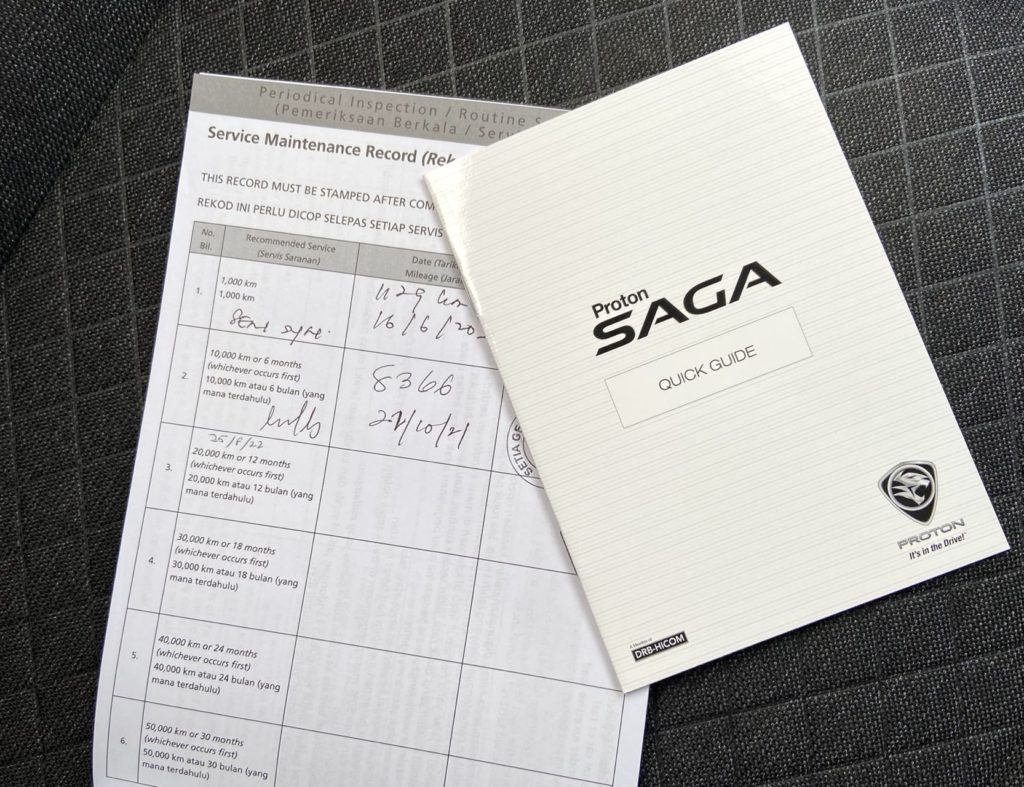 Periodical Inspection / Routine S
(Pemeriksaan Berkala / Serv
Service Maintenance Record (Rek
THIS RECORD MUST BE STAMPED AFTER COM
REKOD INI PERLU DICOP SELEPAS SETIAP SERVIS
No.
Bil.
Recommended Service
(Servis Saranan)
Date (Tarik
Mileage (Jara
1.
1,000 km
1,000 km
1129 km
16/6/20
2.
10,000 km or 6 months
(whichever occurs first)
10,000 km atau 6 bulan (yang
mana terdahulu)
8366
27/10/21
SETIA GE
3.
25/8/22
20,000 km or 12 months
(whichever occurs first)
20,000 km atau 12 bulan (yang
mana terdahulu)
4.
30,000 km or 18 months
(whichever occurs first)
30,000 km atau 18 bulan (yang
mana terdahulu)
5.
40,000 km or 24 months
(whichever occurs first)
40,000 km atau 24 bulan (yang
mana terdahulu)
6.
50,000 km or 30 months
(whichever occurs first)
50,000 km atau 30 bulan (yang
mana terdahulu)
Proton
SAGA
QUICK GUIDE
PROTON
It's in the Drive!
DRB-HICOM